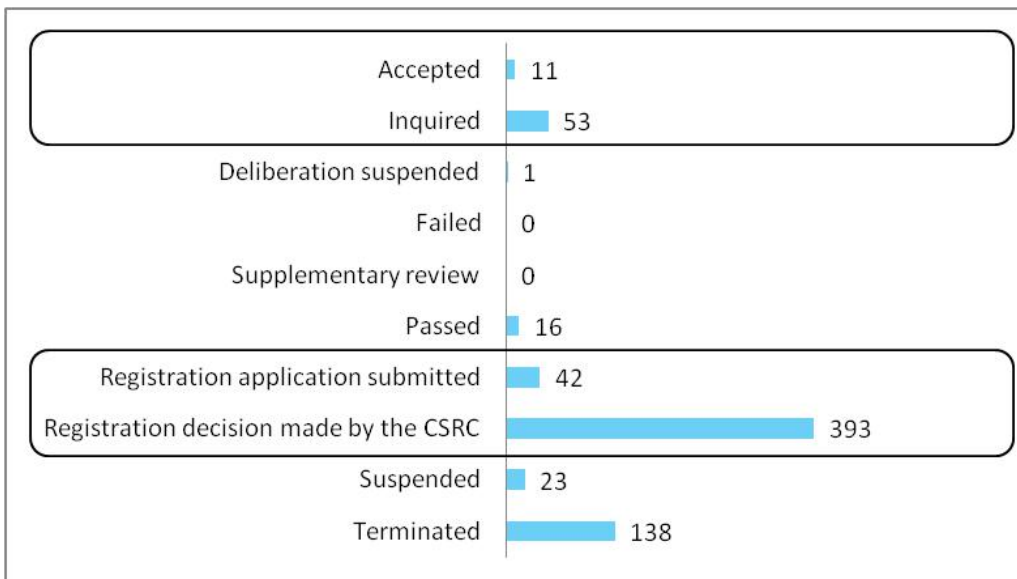 Accepted 11
Inquired 53
Deliberation suspended 1
Failed 0
Supplementary review 0
Passed 16
Registration application submitted 42
Registration decision made by the CSRC 393
Suspended 23
Terminated 138